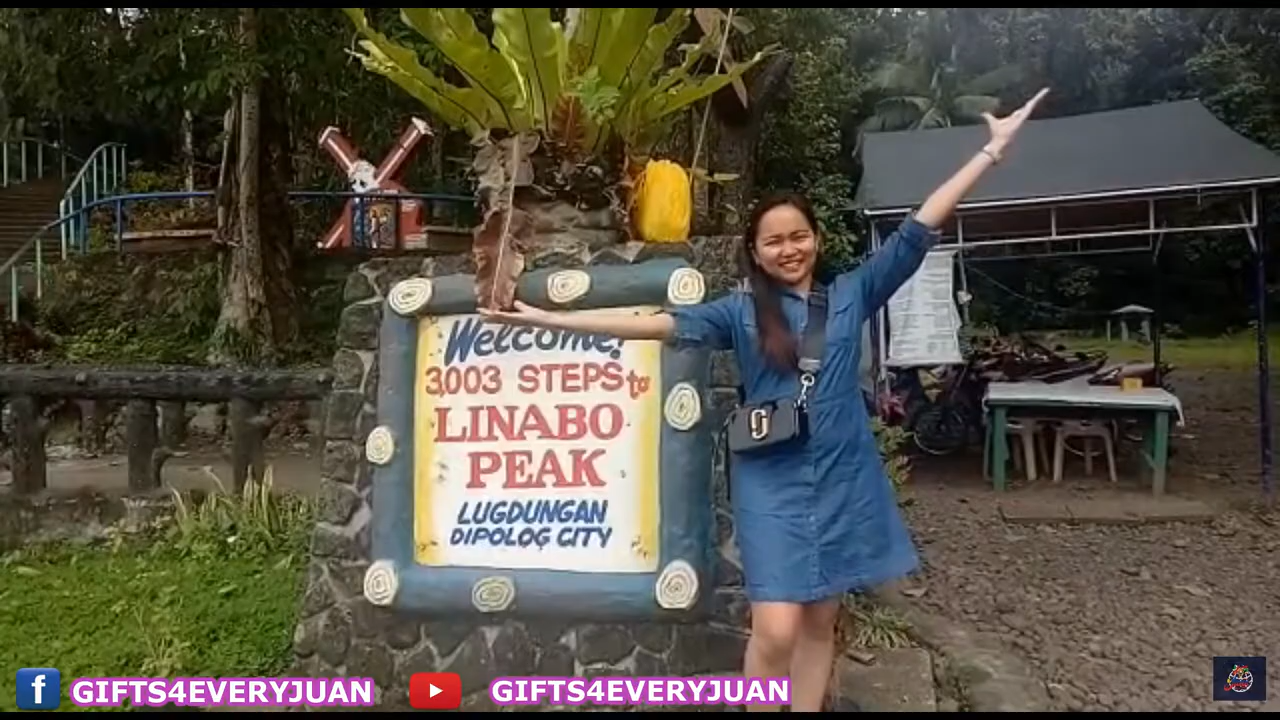 Welcome!
3,003 STEPS to
LINABO
PEAK
LUGDUNGAN
DIPOLOG CITY
f GIFTS4EVERYJUAN
GIFTS4EVERYJUAN